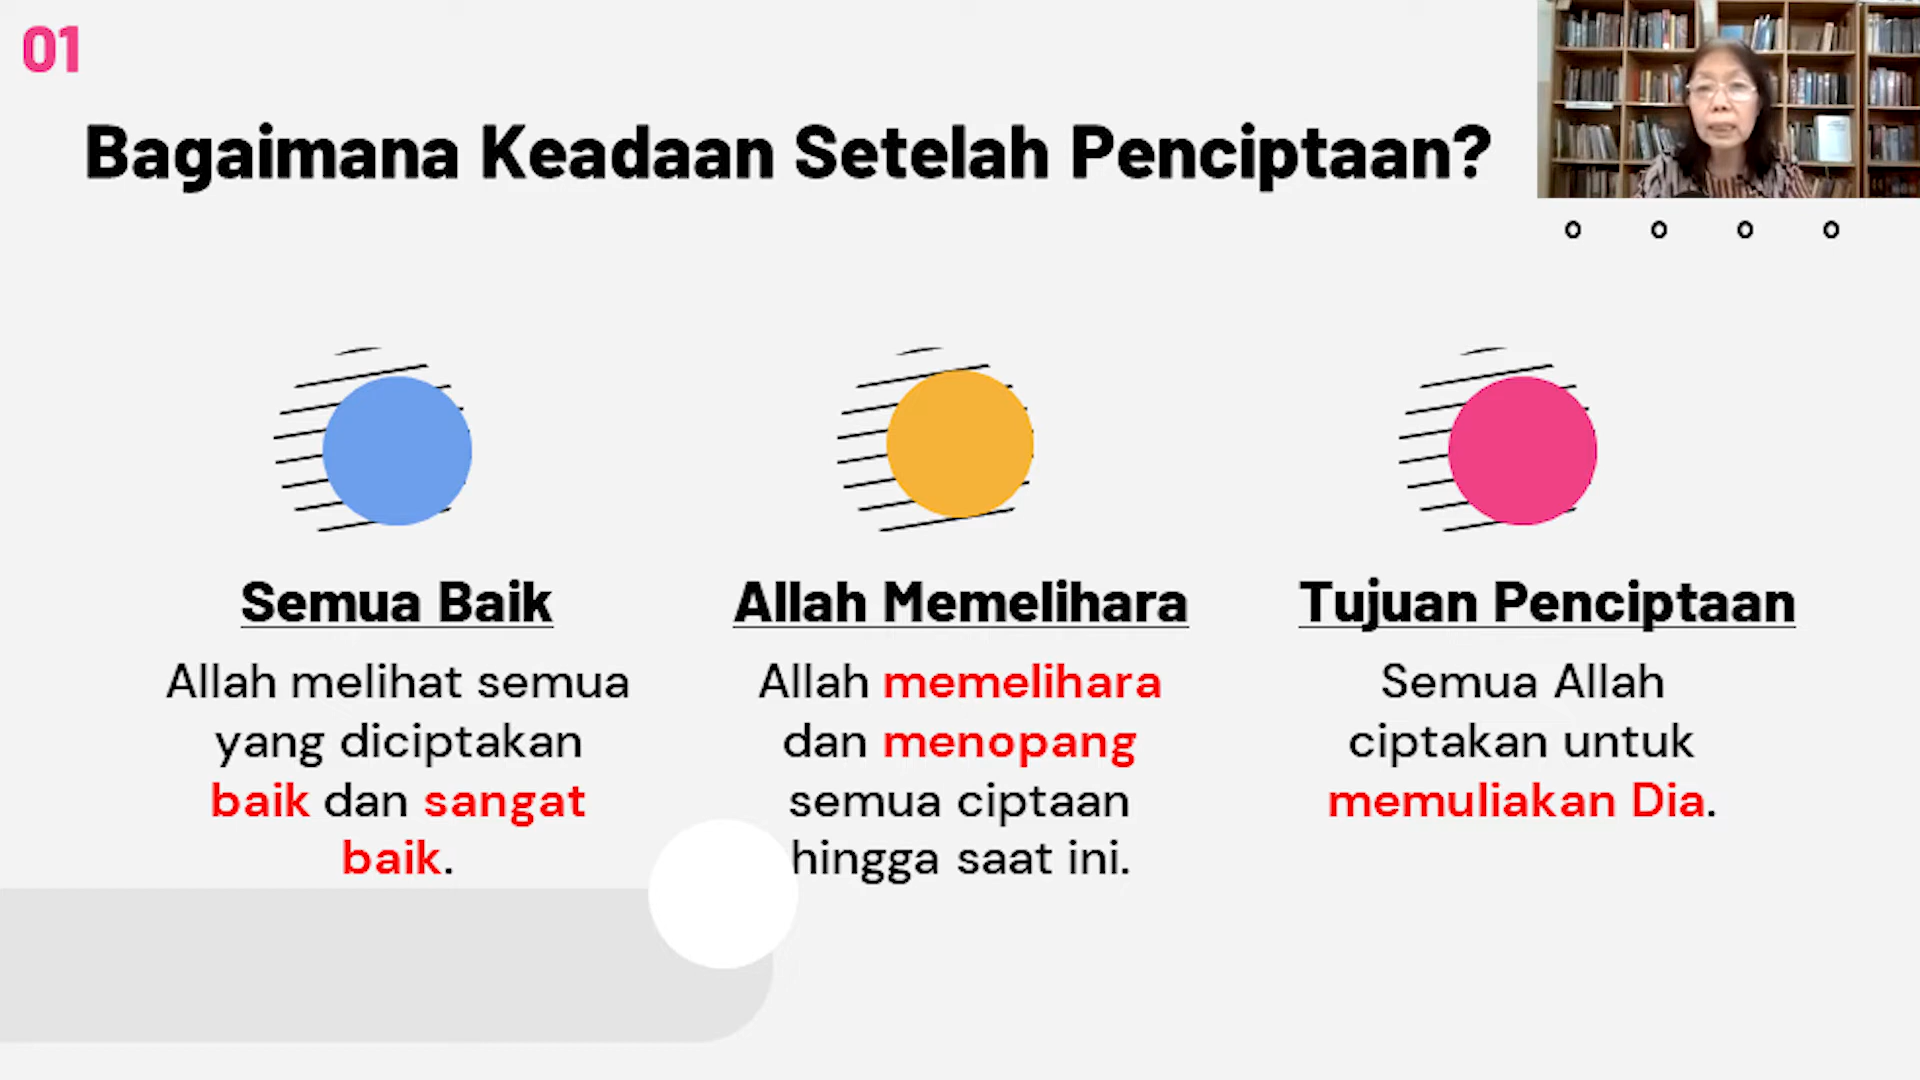 01
Bagaimana Keadaan Setelah Penciptaan?
Semua Baik
Allah melihat semua
yang diciptakan
baik dan sangat
baik.
Allah Memelihara
Allah memelihara
dan menopang
semua ciptaan
hingga saat ini.
Tujuan Penciptaan
Semua Allah
ciptakan untuk
memuliakan Dia.